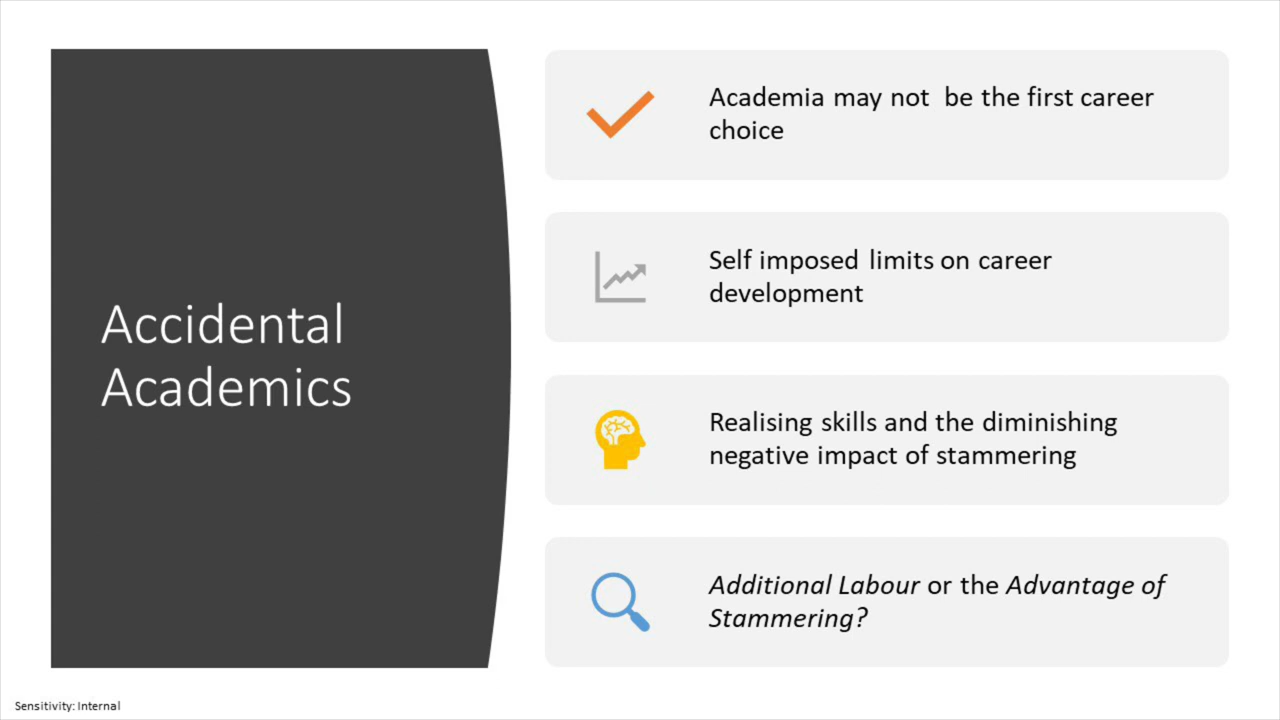 Accidental
Academics
Academia may not  be the first career
choice
Self imposed limits on career
development
Realising skills and the diminishing
negative impact of stammering
Additional Labour or the Advantage of
Stammering?
Sensitivity: Internal